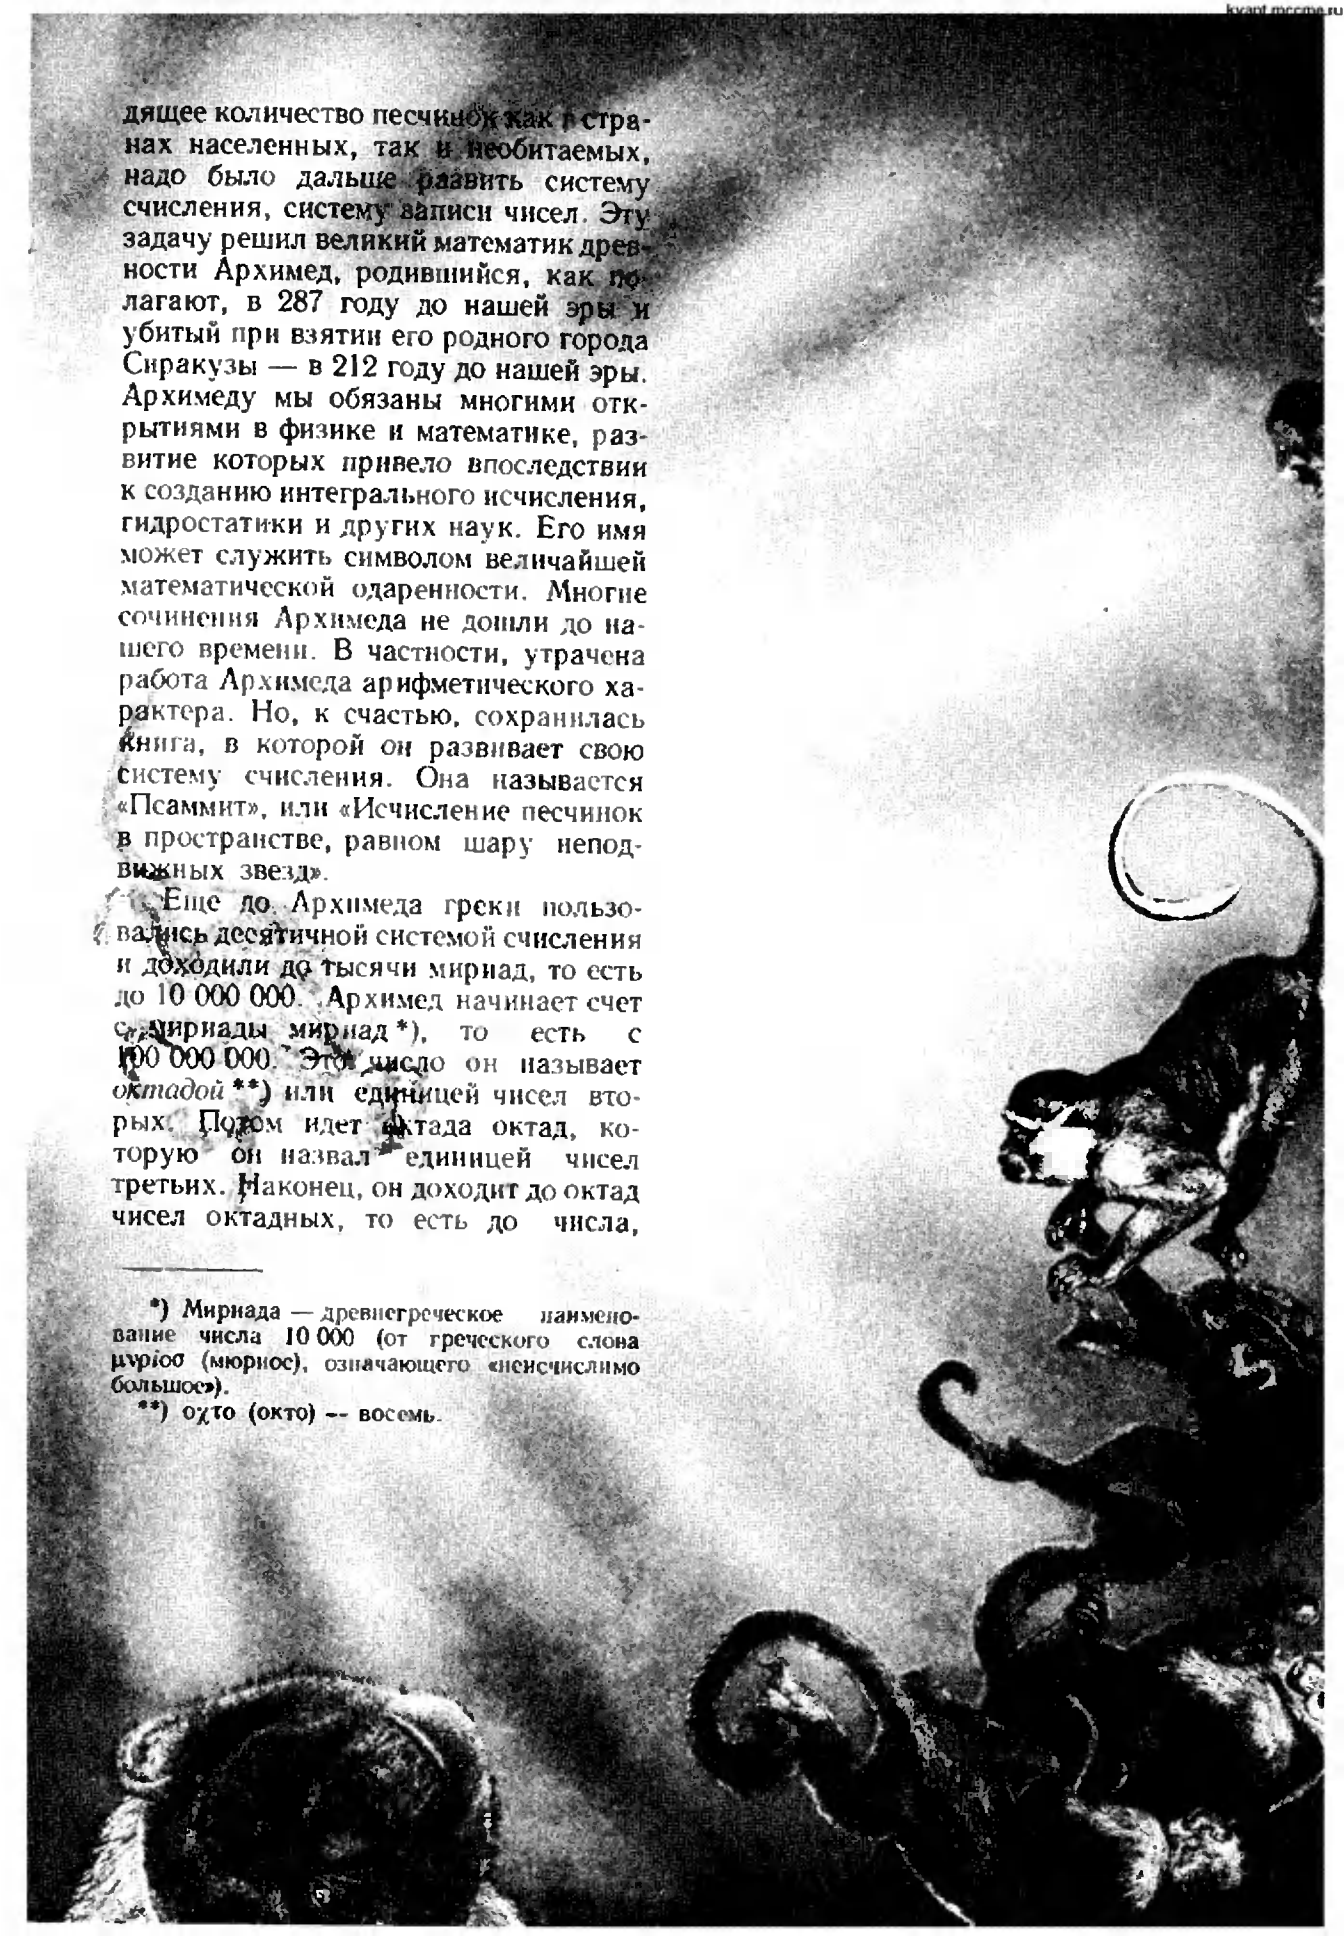 kvant.mccme.ru
дящее количество песчинок как в стра-
нах населенных, так и необитаемых,
надо было дальше развить систему
счисления, систему записи чисел. Эту
задачу решил великий математик древ-
ности Архимед, родившийся, как по-
лагают, в 287 году до нашей эры и
убитый при взятии его родного города
Сиракузы — в 212 году до нашей эры.
Архимеду мы обязаны многими отк-
рытиями в физике и математике, раз-
витие которых привело впоследствии
к созданию интегрального исчисления,
гидростатики и других наук. Его имя
может служить символом величайшей
математической одаренности. Многие
сочинения Архимеда не дошли до на-
шего времени. В частности, утрачена
работа Архимеда арифметического ха-
рактера. Но, к счастью, сохранилась
книга, в которой он развивает свою
систему счисления. Она называется
«Псаммит», или «Исчисление песчинок
в пространстве, равном шару непод-
вижных звезд».
Еще до Архимеда греки пользо-
вались десятичной системой счисления
и доходили до тысячи мириад, то есть
до 10 000 000. Архимед начинает счет
с мириады мириад *), то есть с
100 000 000. Это число он называет
октадой **) или единицей чисел вто-
рых. Потом идет октада октад, ко-
торую он назвал единицей чисел
третьих. Наконец, он доходит до октад
чисел октадных, то есть до числа,
*) Мириада — древнегреческое наимено-
вание числа 10 000 (от греческого слова
μνρίοσ (мюриос), означающего «неисчислимо
большое»).
**) οχτο (окто) — восемь.